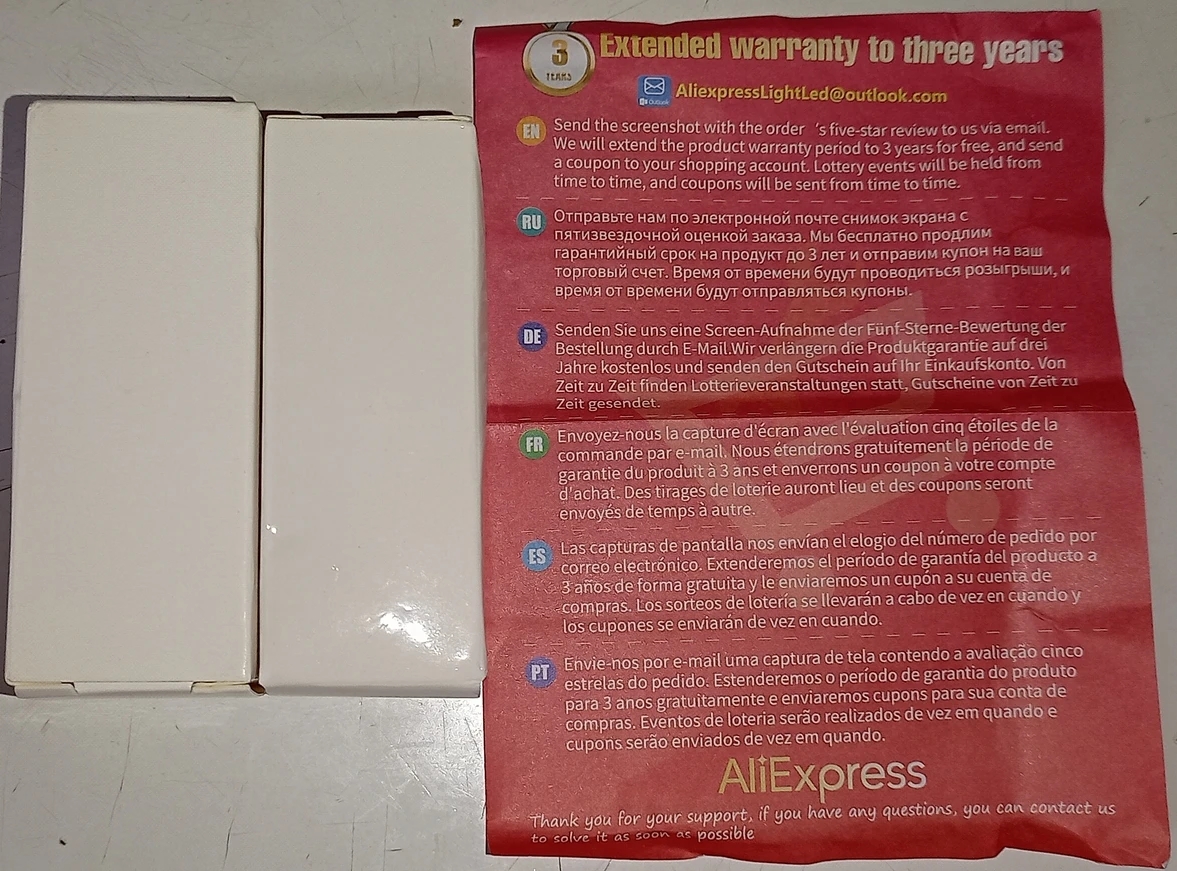 3
YEARS
Extended warranty to three years
Outlook
AliexpressLightLed@outlook.com
EN
Send the screenshot with the order 's five-star review to us via email.
We will extend the product warranty period to 3 years for free, and send
a coupon to your shopping account. Lottery events will be held from
time to time, and coupons will be sent from time to time.
RU
Отправьте нам по электронной почте снимок экрана с
пятизвездочной оценкой заказа. Мы бесплатно продлим
гарантийный срок на продукт до 3 лет и отправим купон на ваш
торговый счет. Время от времени будут проводиться розыгрыши, и
время от времени будут отправляться купоны.
DE
Senden Sie uns eine Screen-Aufnahme der Fünf-Sterne-Bewertung der
Bestellung durch E-Mail.Wir verlängern die Produktgarantie auf drei
Jahre kostenlos und senden den Gutschein auf Ihr Einkaufskonto. Von
Zeit zu Zeit finden Lotterieveranstaltungen statt, Gutscheine von Zeit zu
Zeit gesendet.
FR
Envoyez-nous la capture d'écran avec l'évaluation cinq étoiles de la
commande par e-mail. Nous étendrons gratuitement la période de
garantie du produit à 3 ans et enverrons un coupon à votre compte
d'achat. Des tirages de loterie auront lieu et des coupons seront
envoyés de temps à autre.
ES
Las capturas de pantalla nos envían el elogio del número de pedido por
correo electrónico. Extenderemos el período de garantía del producto a
3 años de forma gratuita y le enviaremos un cupón a su cuenta de
compras. Los sorteos de lotería se llevarán a cabo de vez en cuando y
los cupones se enviarán de vez en cuando.
PT
Envie-nos por e-mail uma captura de tela contendo a avaliação cinco
estrelas do pedido. Estenderemos o período de garantia do produto
para 3 anos gratuitamente e enviaremos cupons para sua conta de
compras. Eventos de loteria serão realizados de vez em quando e
cupons serão enviados de vez em quando.
AliExpress
Thank you for your support, if you have any questions, you can contact us
to solve it as soon as possible